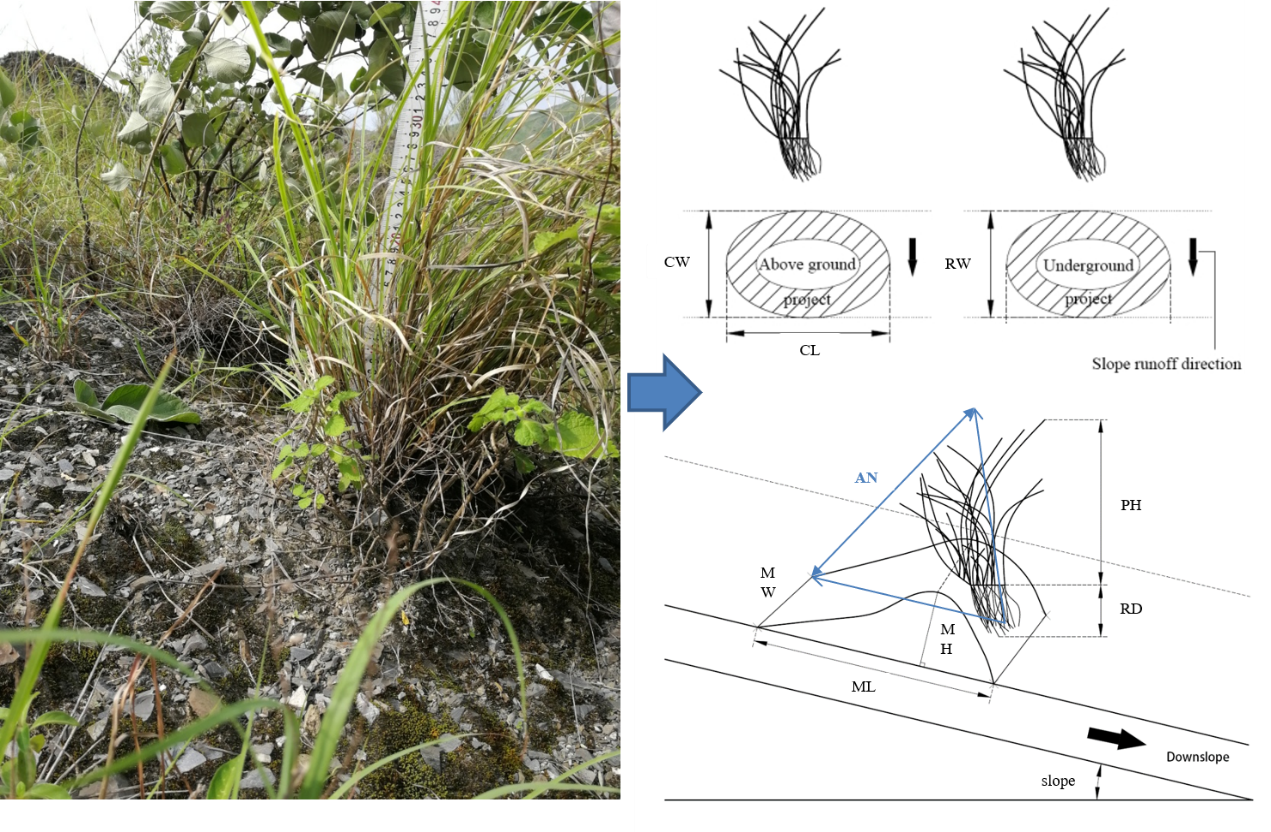 CW
Above ground
project
CL
RW
Underground
project
Slope runoff direction
AN
PH
M
W
RD
M
H
ML
Downslope
slope